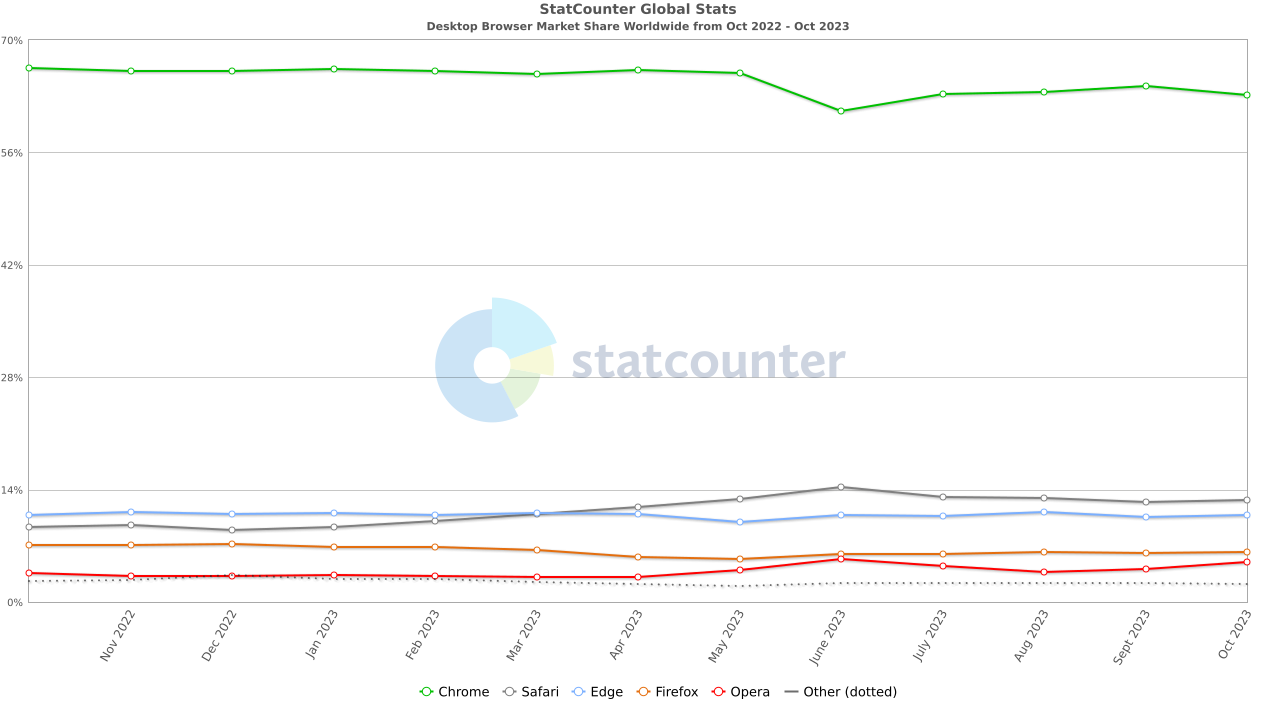 StatCounter Global Stats
Desktop Browser Market Share Worldwide from Oct 2022 - Oct 2023
70%
56%
42%
28%
14%
0%
statcounter
Nov 2022
Dec 2022
Jan 2023
Feb 2023
Mar 2023
Apr 2023
May 2023
June 2023
July 2023
Aug 2023
Sept 2023
Oct 2023
Chrome Safari Edge Firefox Opera Other (dotted)